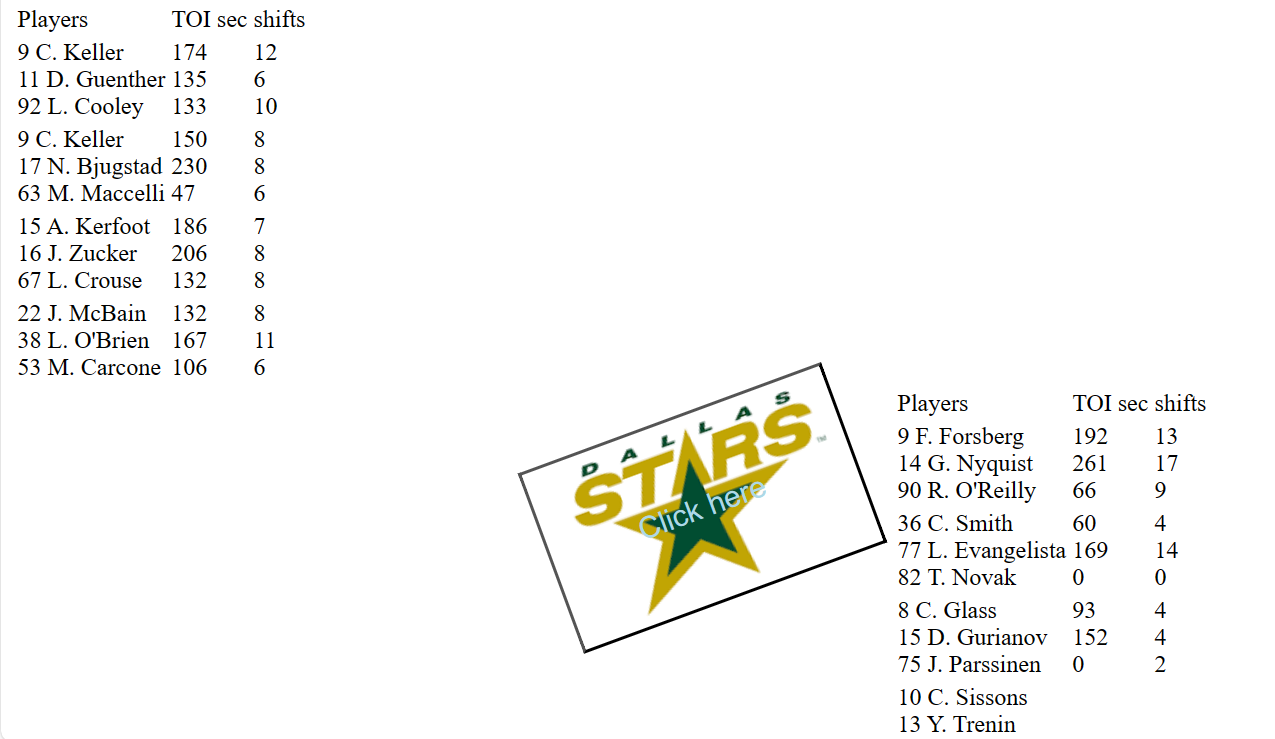 Players TOI sec shifts
9 C. Keller 174 12
11 D. Guenther 135 6
92 L. Cooley 133 10
9 C. Keller 150 8
17 N. Bjugstad 230 8
63 M. Maccelli 47 6
15 A. Kerfoot 186 7
16 J. Zucker 206 8
67 L. Crouse 132 8
22 J. McBain 132 8
38 L. O'Brien 167 11
53 M. Carcone 106 6
DALLAS
STARS
TM
Click here
Players TOI sec shifts
9 F. Forsberg 192 13
14 G. Nyquist 261 17
90 R. O'Reilly 66 9
36 C. Smith 60 4
77 L. Evangelista 169 14
82 T. Novak 0 0
8 C. Glass 93 4
15 D. Gurianov 152 4
75 J. Parssinen 0 2
10 C. Sissons
13 Y. Trenin